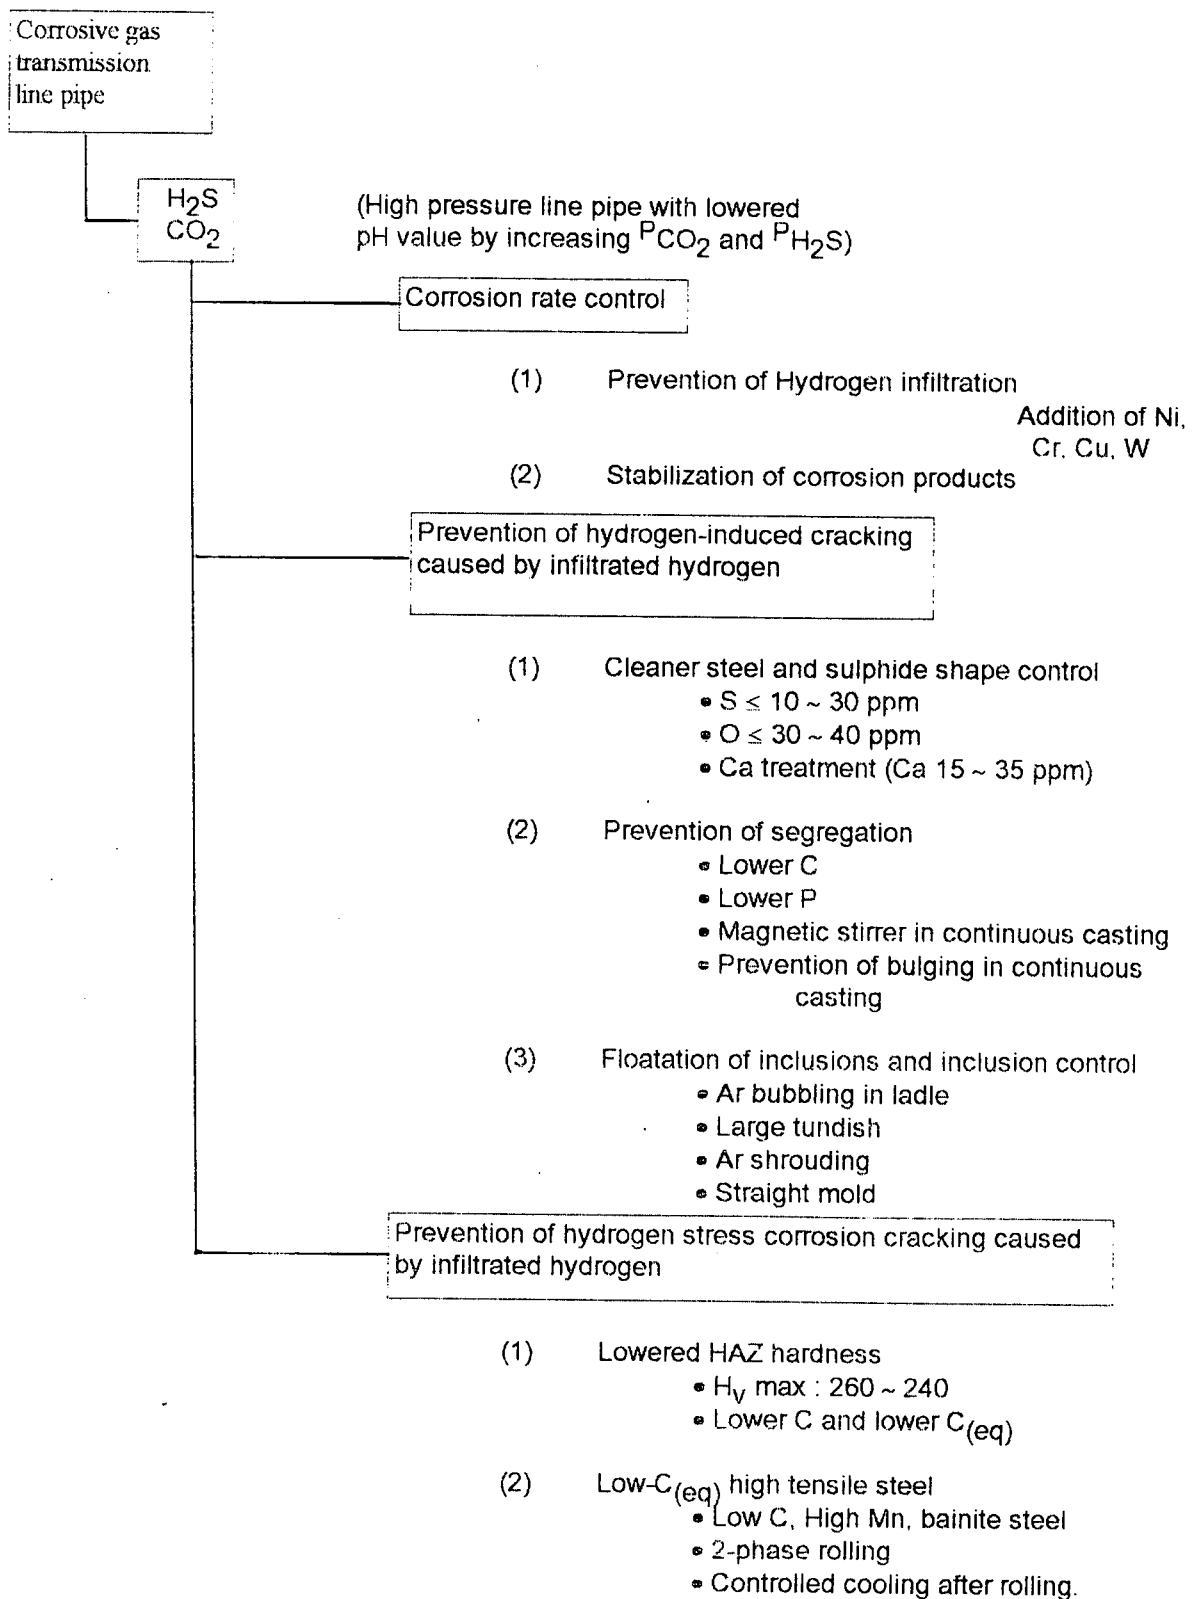 Corrosive gas
transmission
line pipe
H2S
CO2
(High pressure line pipe with lowered
pH value by increasing PCO2 and PH2S)
Corrosion rate control
(1) Prevention of Hydrogen infiltration
Addition of Ni,
Cr, Cu, W
(2) Stabilization of corrosion products
Prevention of hydrogen-induced cracking
caused by infiltrated hydrogen
(1) Cleaner steel and sulphide shape control
• S ≤ 10 ~ 30 ppm
• O ≤ 30 ~ 40 ppm
• Ca treatment (Ca 15 ~ 35 ppm)
(2) Prevention of segregation
• Lower C
• Lower P
• Magnetic stirrer in continuous casting
• Prevention of bulging in continuous
casting
(3) Floatation of inclusions and inclusion control
• Ar bubbling in ladle
• Large tundish
• Ar shrouding
• Straight mold
Prevention of hydrogen stress corrosion cracking caused
by infiltrated hydrogen
(1) Lowered HAZ hardness
• Hv max : 260 ~ 240
• Lower C and lower C(eq)
(2) Low-C(eq) high tensile steel
• Low C, High Mn, bainite steel
• 2-phase rolling
• Controlled cooling after rolling.